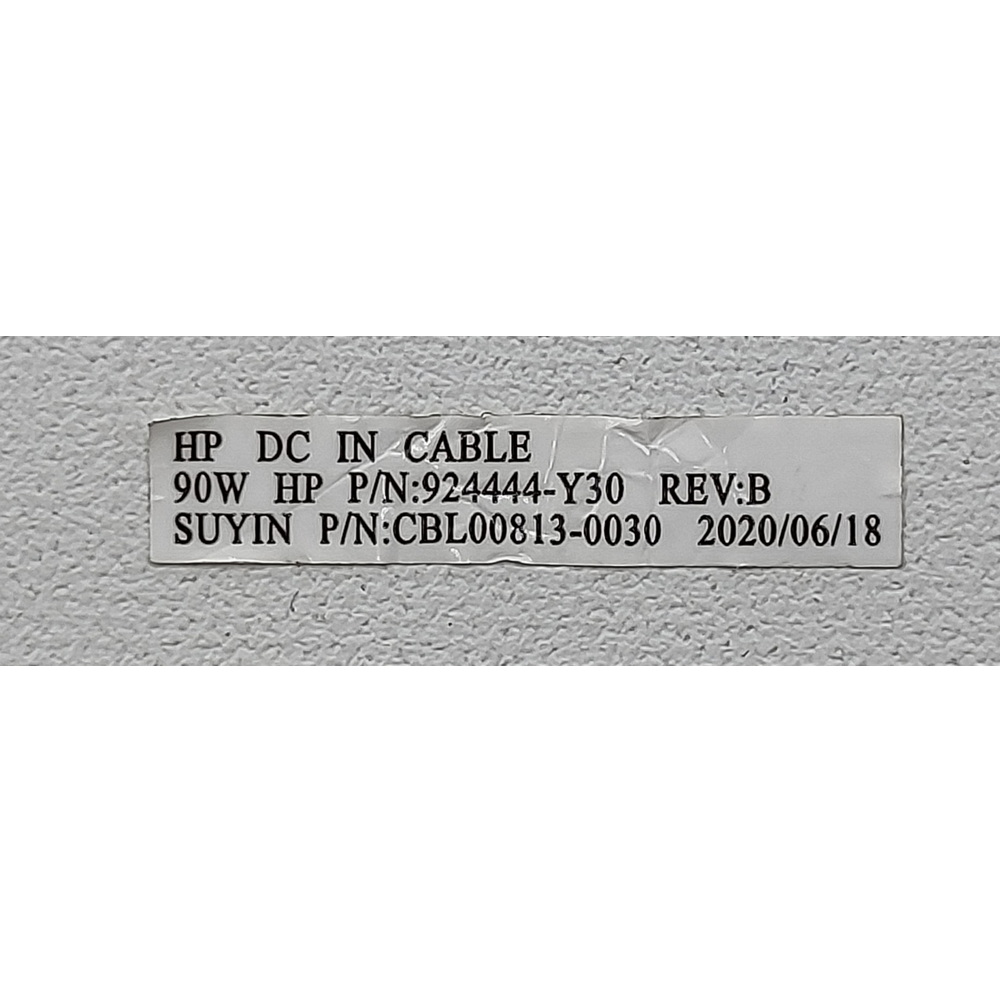 HP DC IN CABLE
90W HP P/N:924444-Y30 REV:B
SUYIN P/N:CBL00813-0030 2020/06/18